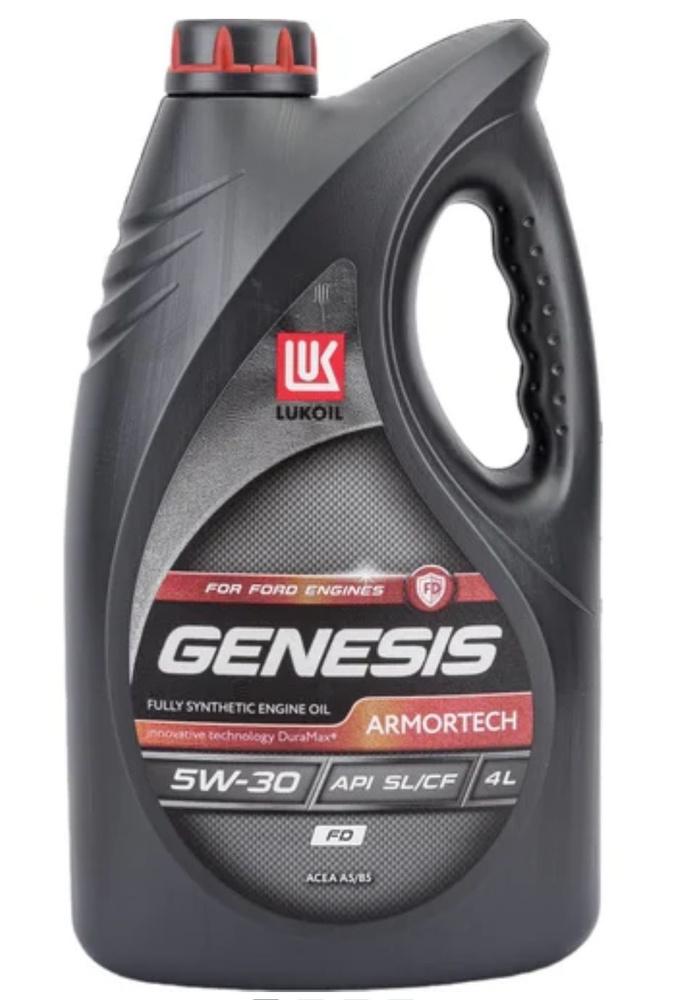 LUK
LUKOIL
FOR FORD ENGINES
FD
GENESIS
FULLY SYNTHETIC ENGINE OIL
innovative technology DuraMax®
ARMORTECH
5W-30 API SL/CF 4L
FD
ACEA A5/B5